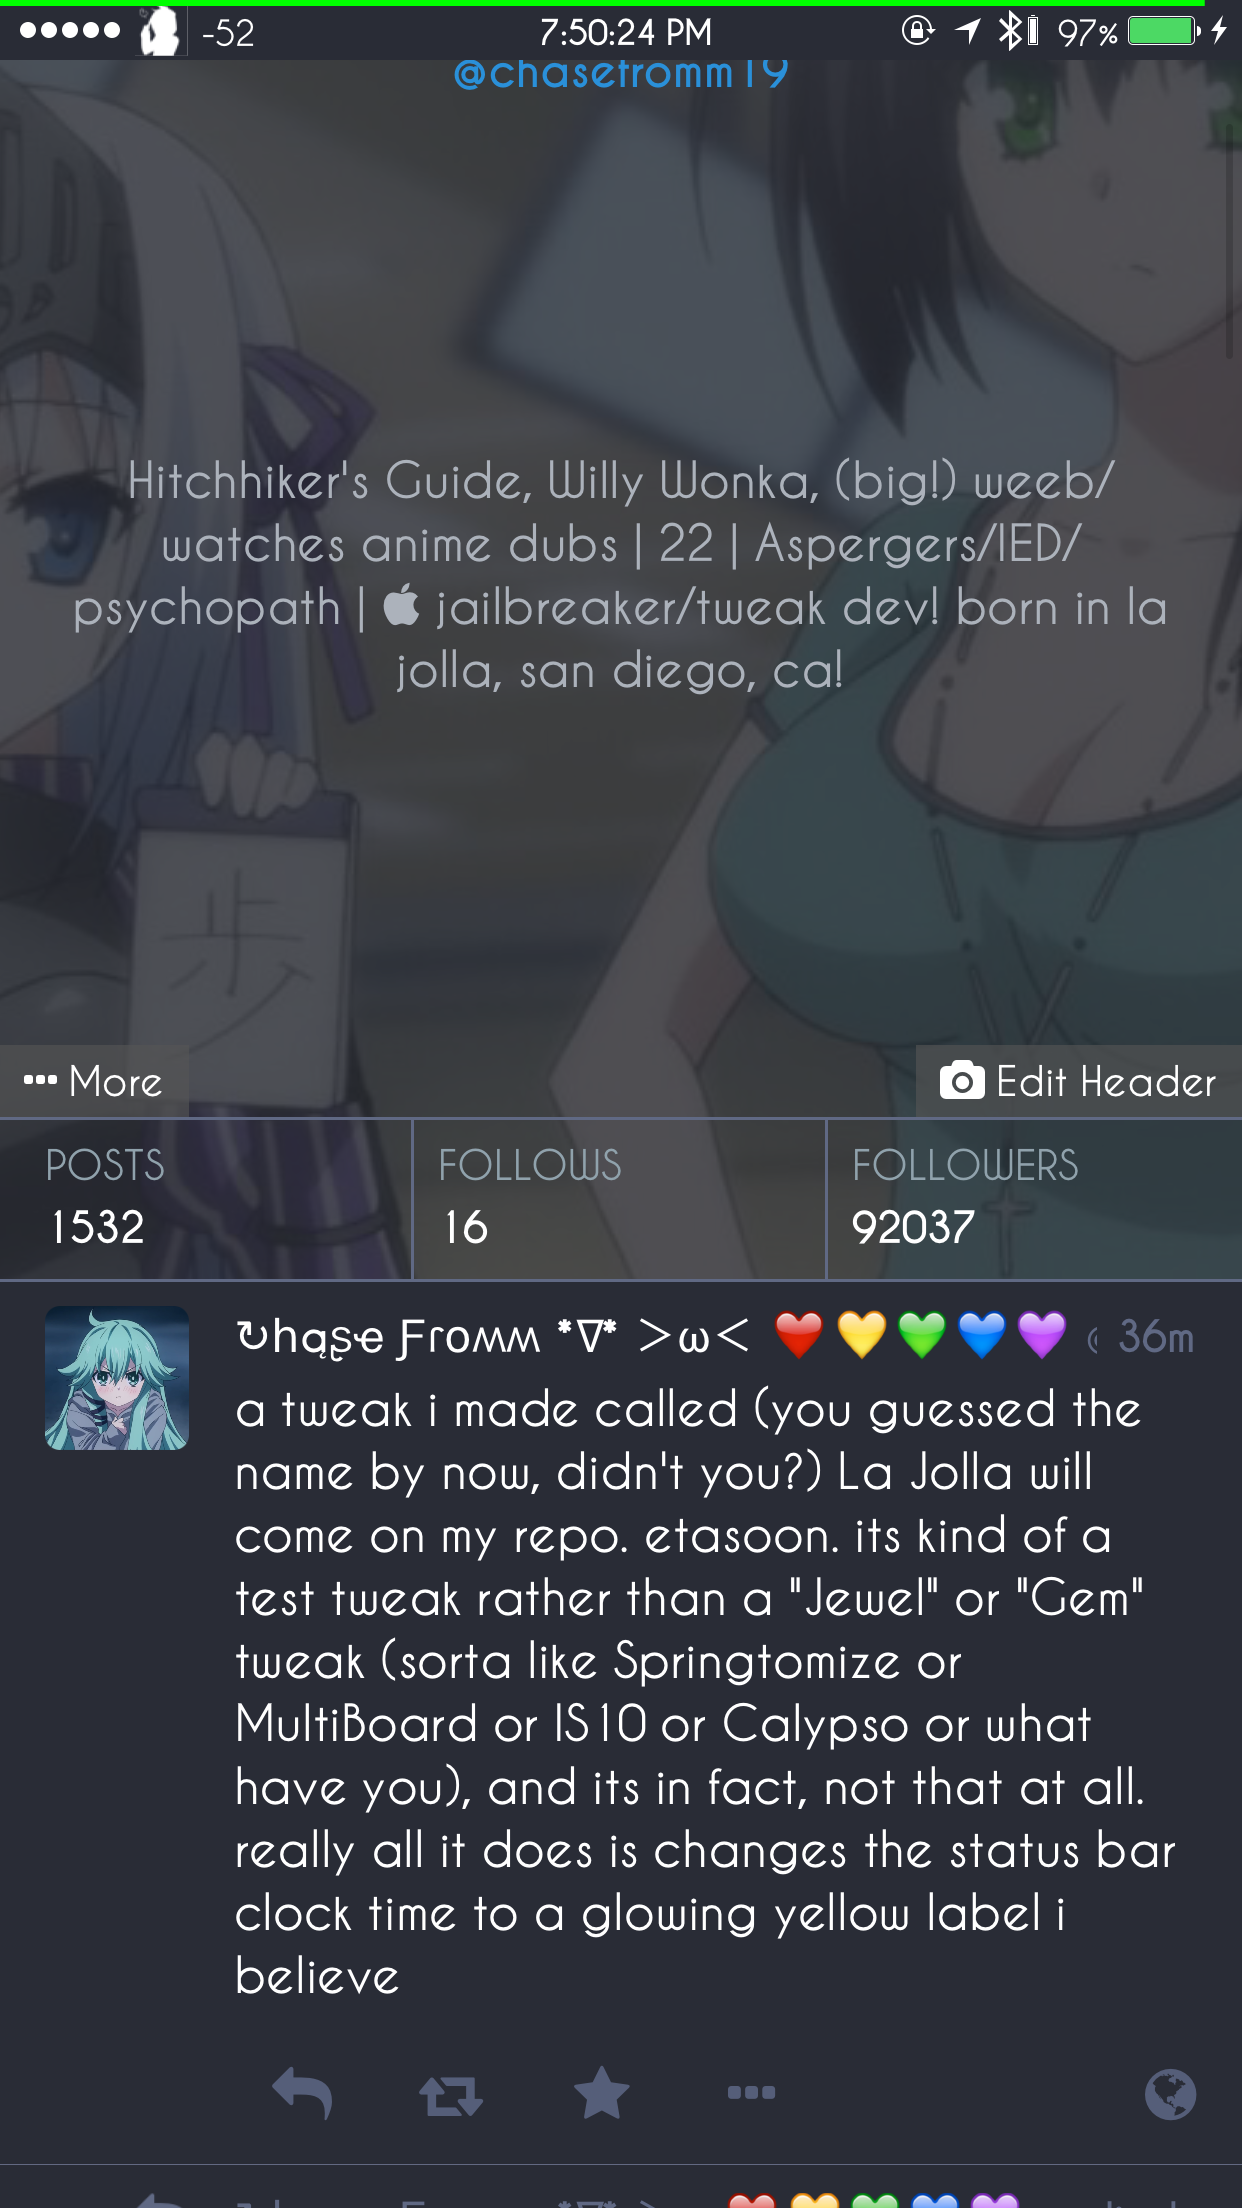 -52 7:50:24 PM 97%
@chasefromm19
Hitchhiker's Guide, Willy Wonka, (big!) weeb/
watches anime dubs | 22 | Aspergers/IED/
psychopath |  jailbreaker/tweak dev! born in la
jolla, san diego, ca!
歩
More
Edit Header
POSTS
1532
FOLLOWS
16
FOLLOWERS
92037
↻hąʂҽ Ƒɾσʍʍ *∇* ＞ω＜ ❤️ 💛 💚 💙 💜 36m
a tweak i made called (you guessed the
name by now, didn't you?) La Jolla will
come on my repo. etasoon. its kind of a
test tweak rather than a "Jewel" or "Gem"
tweak (sorta like Springtomize or
MultiBoard or IS10 or Calypso or what
have you), and its in fact, not that at all.
really all it does is changes the status bar
clock time to a glowing yellow label i
believe